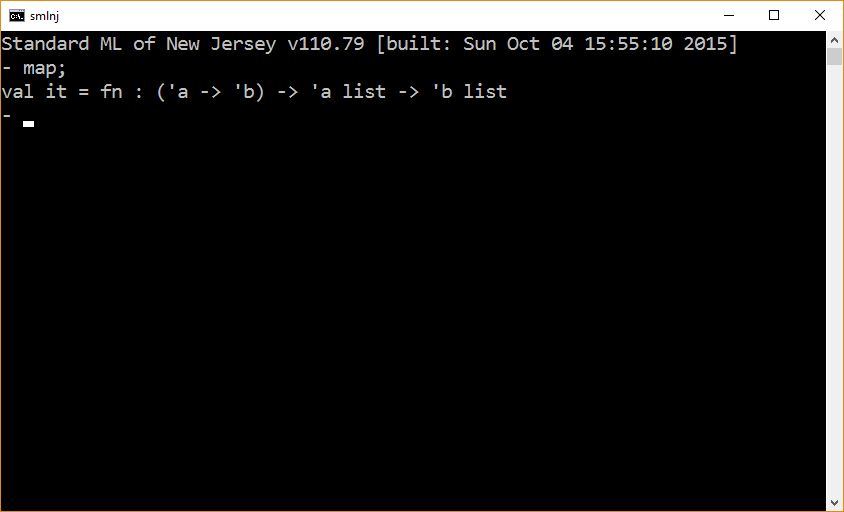 smlnj
Standard ML of New Jersey v110.79 [built: Sun Oct 04 15:55:10 2015]
- map;
val it = fn : ('a -> 'b) -> 'a list -> 'b list
-